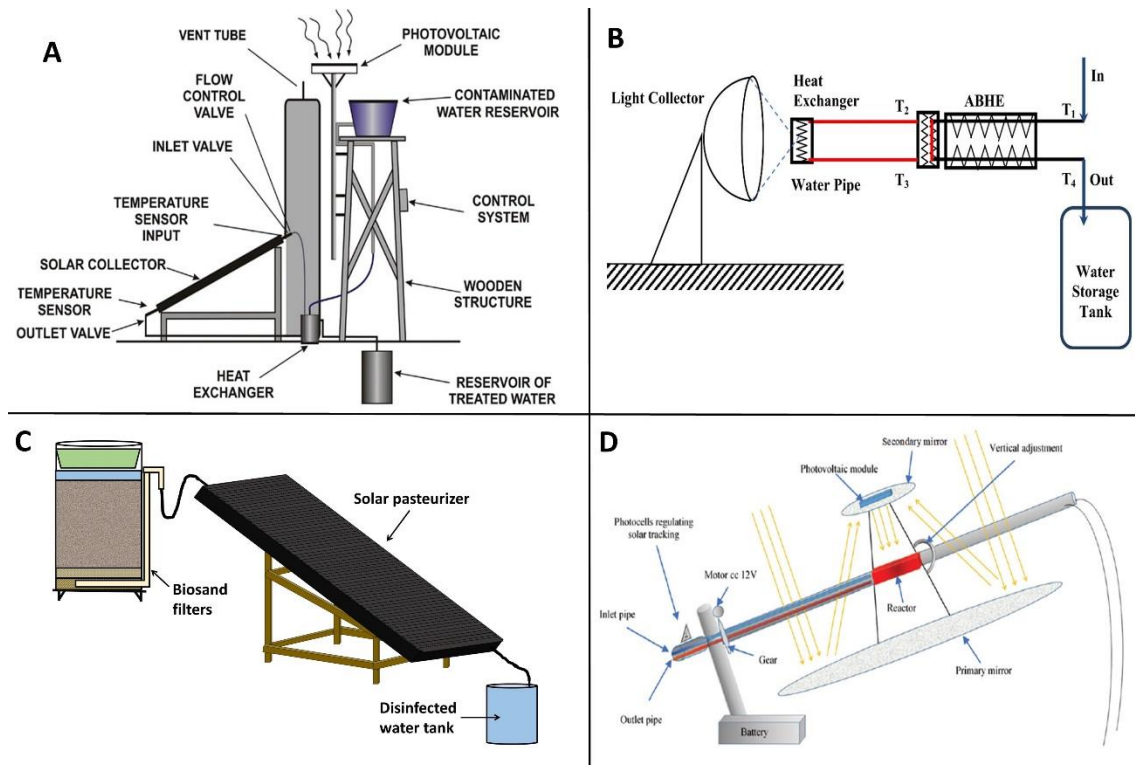 A
VENT TUBE
FLOW
CONTROL
VALVE
INLET VALVE
TEMPERATURE
SENSOR
INPUT
SOLAR COLLECTOR
TEMPERATURE
SENSOR
OUTLET VALVE
HEAT
EXCHANGER
PHOTOVOLTAIC
MODULE
CONTAMINATED
WATER RESERVOIR
CONTROL
SYSTEM
WOODEN
STRUCTURE
RESERVOIR OF
TREATED WATER
B
Light Collector
Heat
Exchanger
Water Pipe
T2
T3
ABHE
T1
In
T4
Out
Water
Storage
Tank
C
Solar pasteurizer
Biosand
filters
Disinfected
water tank
D
Secondary mirror
Vertical adjustment
Photovoltaic module
Photocells regulating
solar tracking
Motor cc 12V
Inlet pipe
Reactor
Gear
Primary mirror
Outlet pipe
Battery